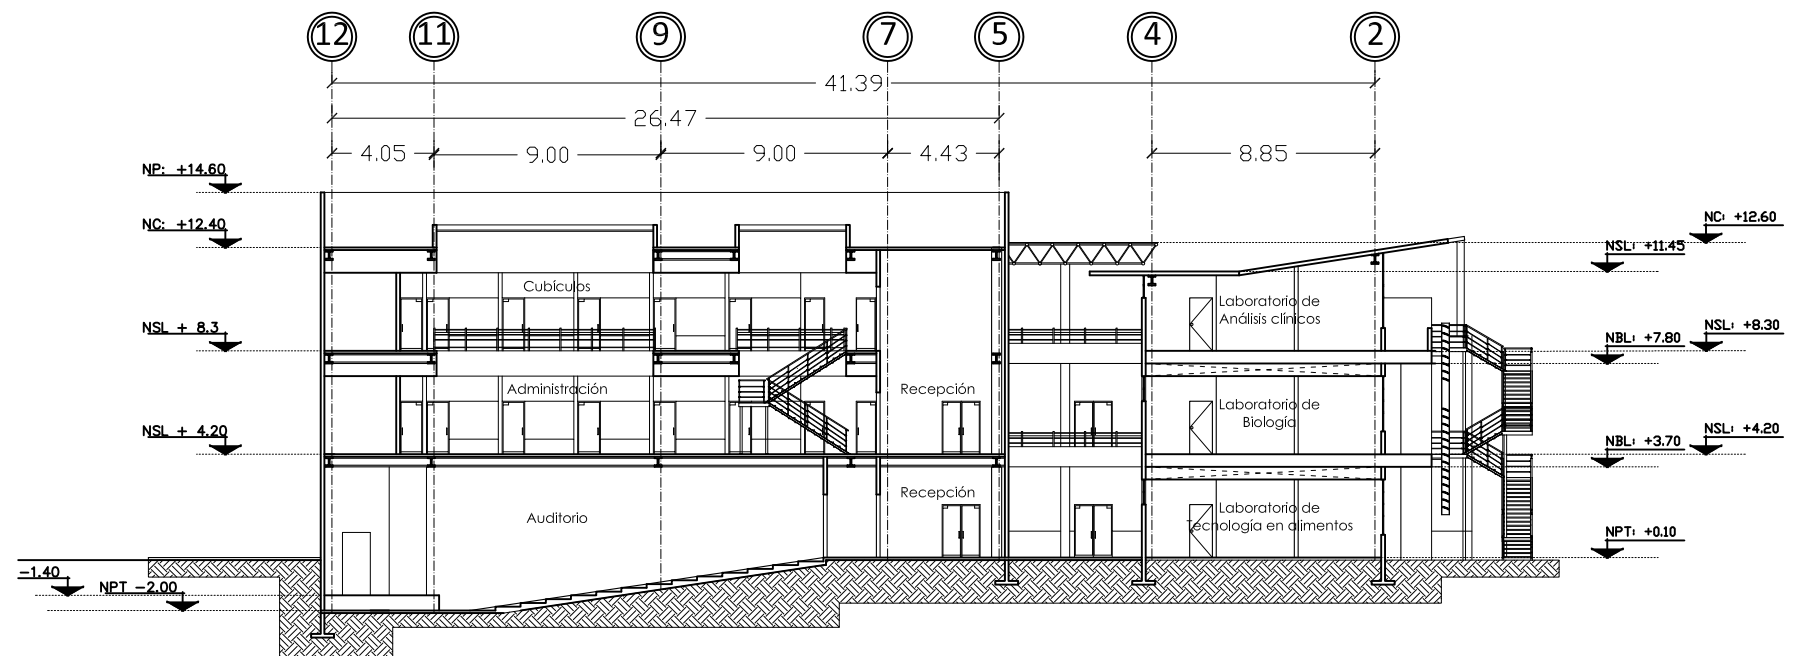 12 11 9 7 5 4 2
41.39
26.47
4.05 9.00 9.00 4.43 8.85
NP: +14.60
NC: +12.40
NC: +12.60
NSL: +11.45
Cubículos
Laboratorio de
Análisis clínicos
NSL + 8.3
NSL: +8.30
NBL: +7.80
Administración
Recepción
Laboratorio de
Biología
NSL + 4.20
NSL: +4.20
NBL: +3.70
Recepción
Auditorio
Laboratorio de
Tecnología en alimentos
NPT: +0.10
-1.40
NPT -2.00